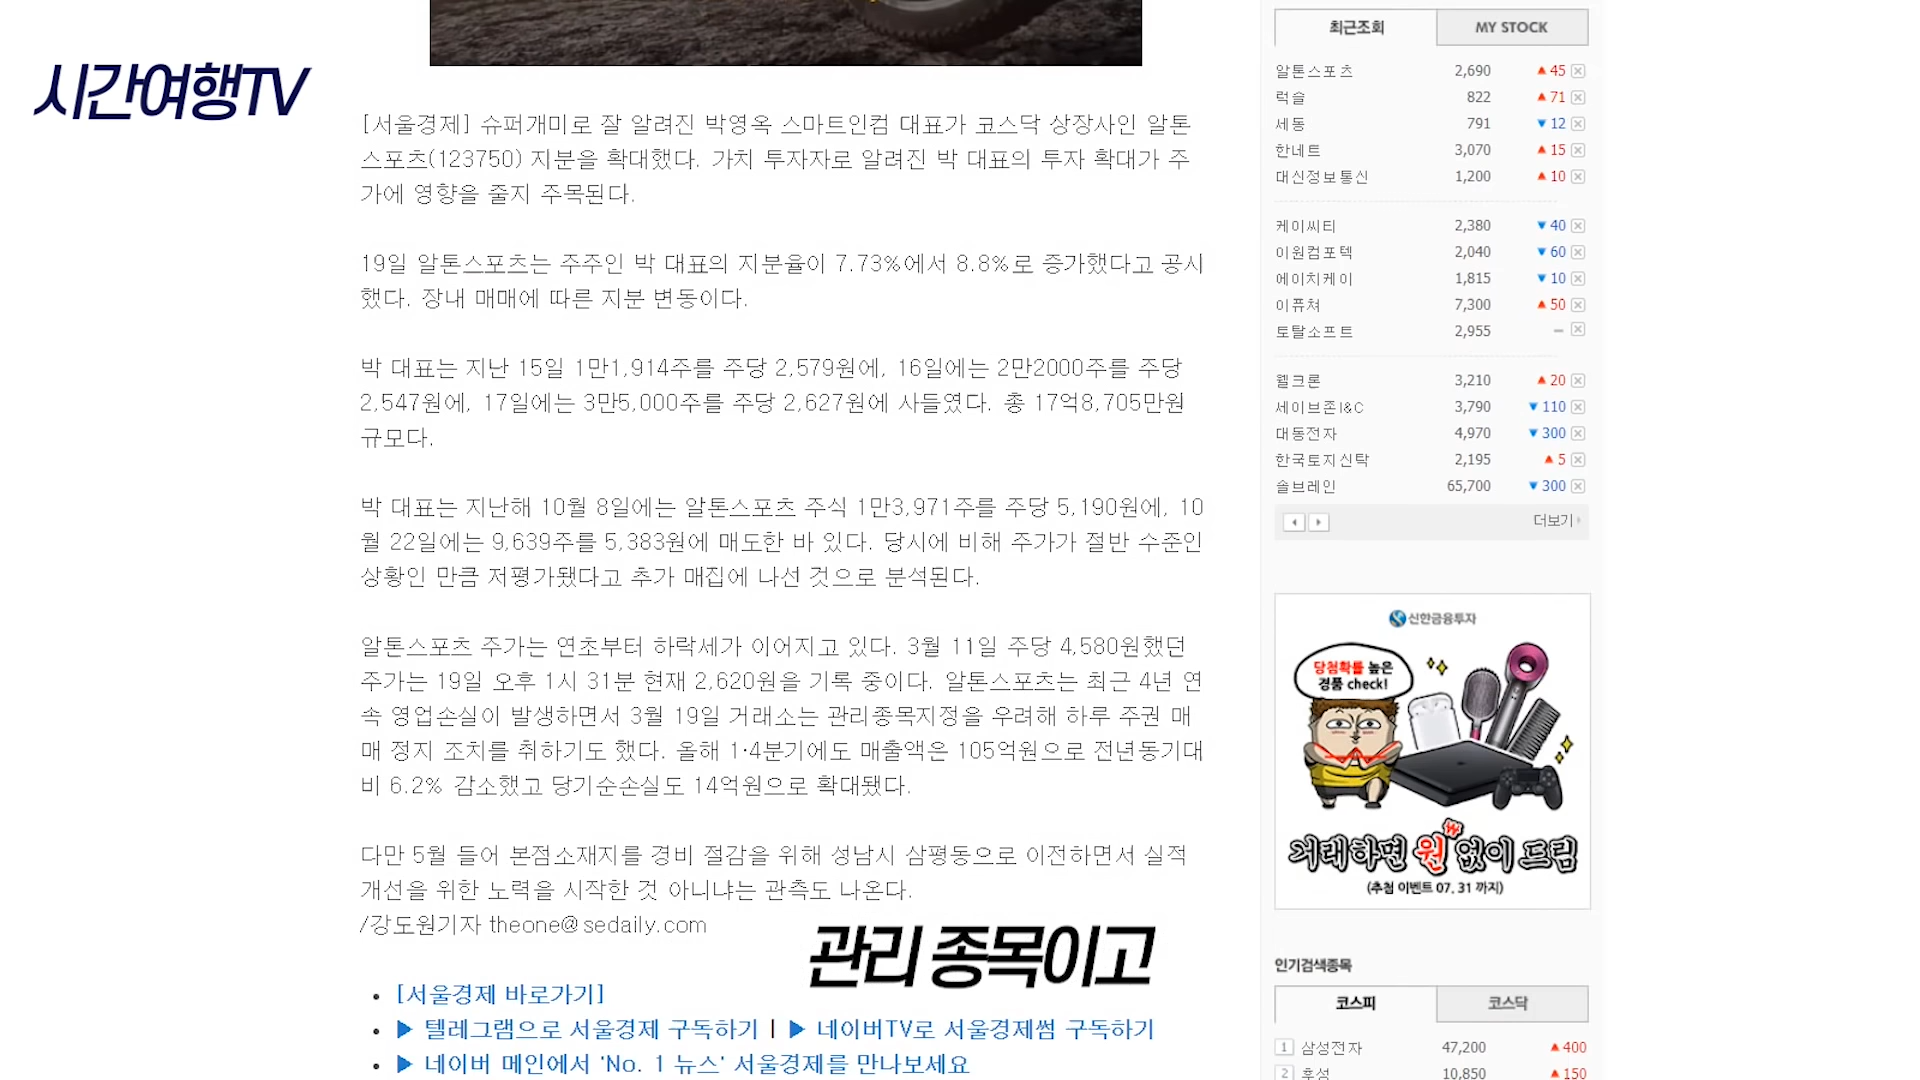 시간여행TV
[서울경제] 슈퍼개미로 잘 알려진 박영옥 스마트인컴 대표가 코스닥 상장사인 알톤
스포츠(123750) 지분을 확대했다. 가치 투자자로 알려진 박 대표의 투자 확대가 주
가에 영향을 줄지 주목된다.
19일 알톤스포츠는 주주인 박 대표의 지분율이 7.73%에서 8.8%로 증가했다고 공시
했다. 장내 매매에 따른 지분 변동이다.
박 대표는 지난 15일 1만1,914주를 주당 2,579원에, 16일에는 2만2000주를 주당
2,547원에, 17일에는 3만5,000주를 주당 2,627원에 사들였다. 총 17억8,705만원
규모다.
박 대표는 지난해 10월 8일에는 알톤스포츠 주식 1만3,971주를 주당 5,190원에, 10
월 22일에는 9,639주를 5,383원에 매도한 바 있다. 당시에 비해 주가가 절반 수준인
상황인 만큼 저평가됐다고 추가 매집에 나선 것으로 분석된다.
알톤스포츠 주가는 연초부터 하락세가 이어지고 있다. 3월 11일 주당 4,580원했던
주가는 19일 오후 1시 31분 현재 2,620원을 기록 중이다. 알톤스포츠는 최근 4년 연
속 영업손실이 발생하면서 3월 19일 거래소는 관리종목지정을 우려해 하루 주권 매
매 정지 조치를 취하기도 했다. 올해 1·4분기에도 매출액은 105억원으로 전년동기대
비 6.2% 감소했고 당기순손실도 14억원으로 확대됐다.
다만 5월 들어 본점소재지를 경비 절감을 위해 성남시 삼평동으로 이전하면서 실적
개선을 위한 노력을 시작한 것 아니냐는 관측도 나온다.
/강도원기자 theone@sedaily.com
관리 종목이고
• [서울경제 바로가기]
• ▶ 텔레그램으로 서울경제 구독하기 | ▶ 네이버TV로 서울경제썸 구독하기
• ▶ 네이버 메인에서 'No. 1 뉴스' 서울경제를 만나보세요
최근조회 MY STOCK
알톤스포츠 2,690 ▲ 45
럭슬 822 ▲ 71
세동 791 ▼ 12
한네트 3,070 ▲ 15
대신정보통신 1,200 ▲ 10
케이씨티 2,380 ▼ 40
이원컴포텍 2,040 ▼ 60
에이치케이 1,815 ▼ 10
이퓨쳐 7,300 ▲ 50
토탈소프트 2,955 –
웰크론 3,210 ▲ 20
세이브존I&C 3,790 ▼ 110
대동전자 4,970 ▼ 300
한국토지신탁 2,195 ▲ 5
솔브레인 65,700 ▼ 300
더보기
신한금융투자
당첨확률 높은
경품 check!
거래하면 원 없이 드림
(추첨 이벤트 07. 31 까지)
인기검색종목
코스피 코스닥
1 삼성전자 47,200 ▲ 400
2 후성 10,850 ▲ 150